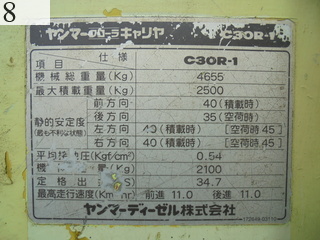 8
ヤンマー キャリヤ C30R-1
仕様 C30R-1
機械総重量(Kg) 4655
最大積載重量(Kg) 2500
前方向 40(積載時)
静的安定度 後方向 35(空荷時)
(最も不利な状態) 左方向 40(積載時) [空荷時45]
右方向 40(積載時) [空荷時45]
平均接地圧(Kgf/cm²) 0.54
2100
定格出 34.7
最高走行速度(Km/hr) 前進 11.0 後進 11.0
ヤンマーディーゼル株式会社